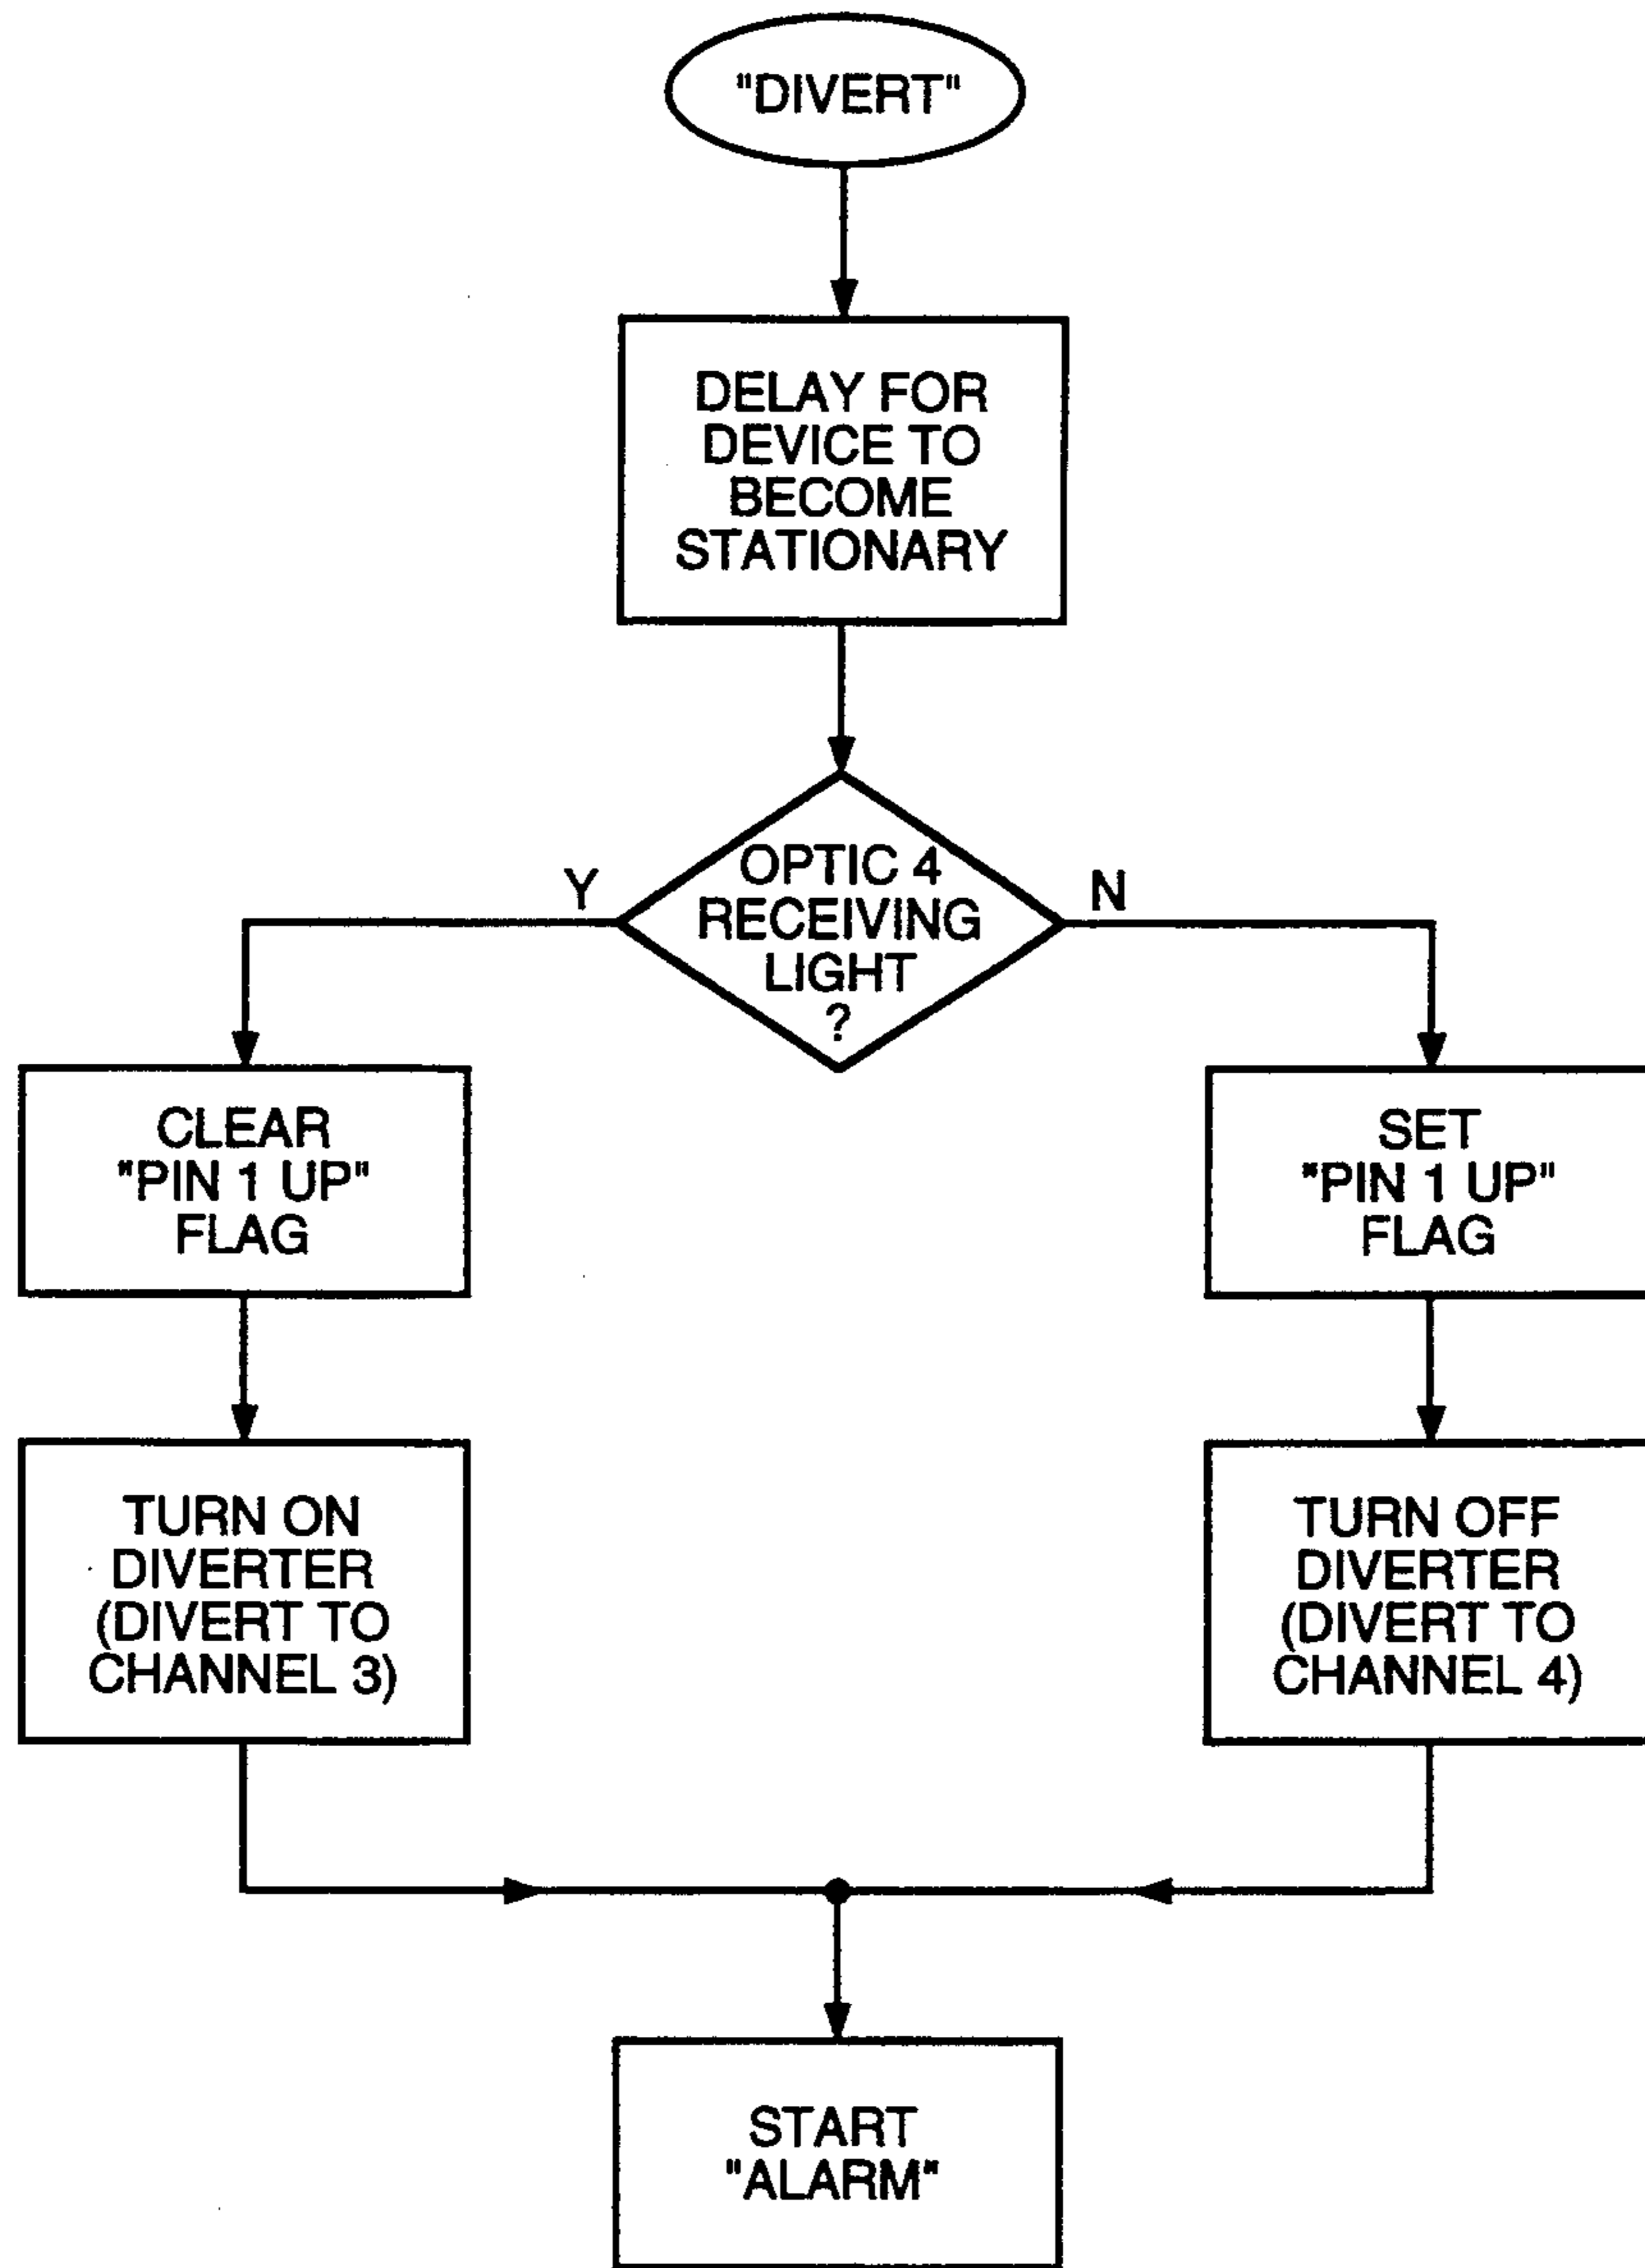 "DIVERT"
DELAY FOR
DEVICE TO
BECOME
STATIONARY
OPTIC 4
RECEIVING
LIGHT
?
Y
N
CLEAR
"PIN 1 UP"
FLAG
SET
"PIN 1 UP"
FLAG
TURN ON
DIVERTER
(DIVERT TO
CHANNEL 3)
TURN OFF
DIVERTER
(DIVERT TO
CHANNEL 4)
START
"ALARM"